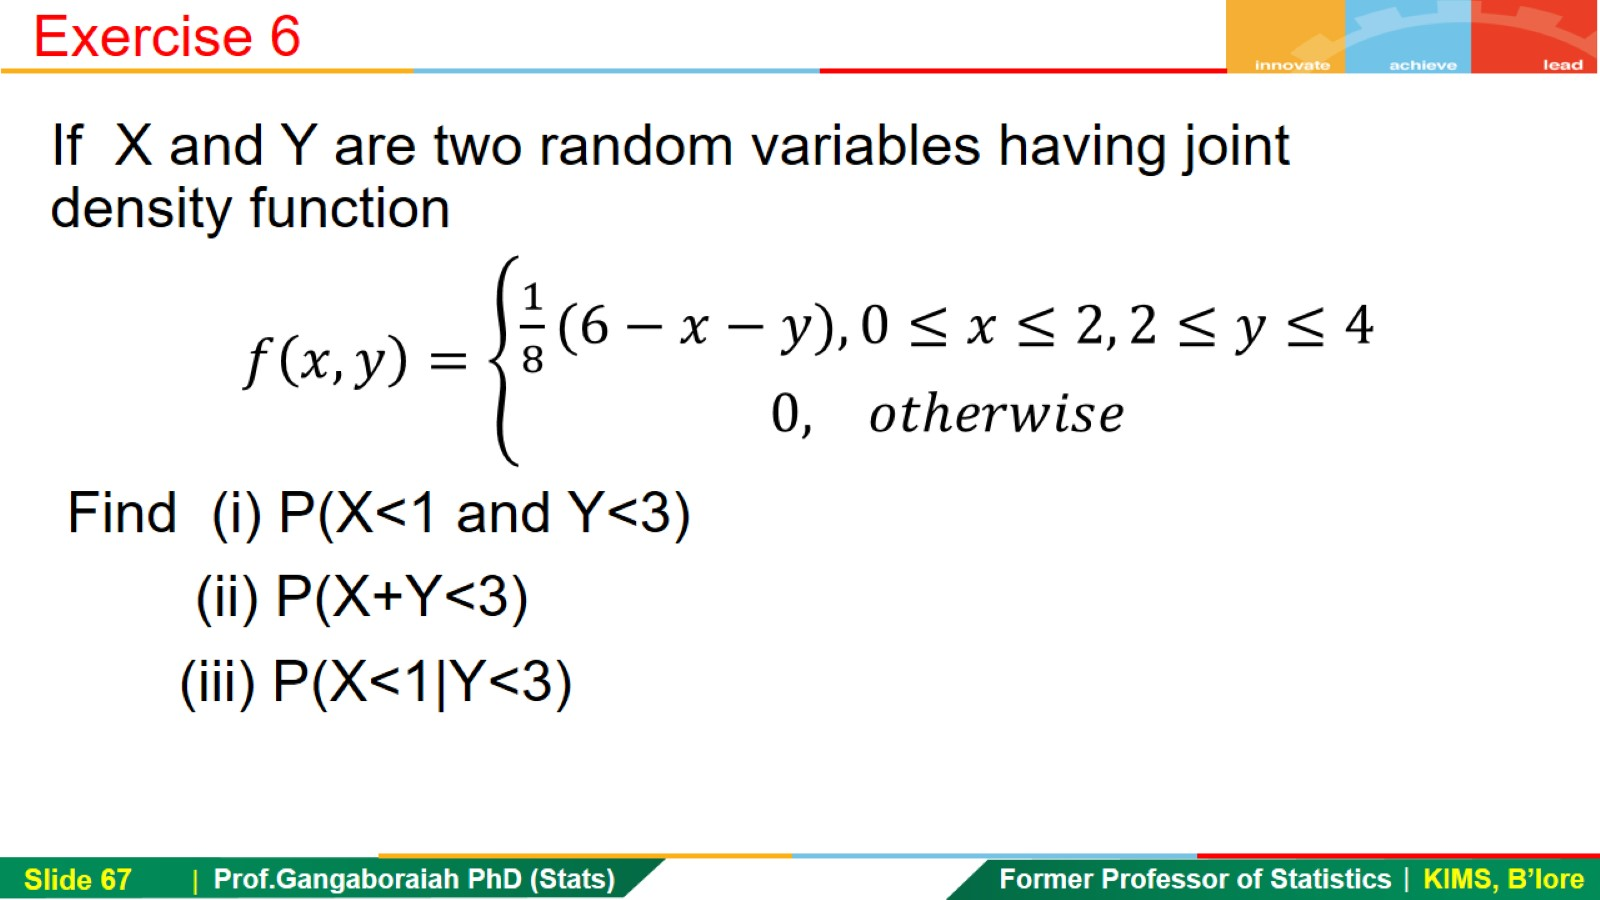 Exercise 6
innovate achieve lead
If X and Y are two random variables having joint
density function
f(x, y) = { 1/8 (6 − x − y), 0 ≤ x ≤ 2, 2 ≤ y ≤ 4
0, otherwise
Find (i) P(X<1 and Y<3)
(ii) P(X+Y<3)
(iii) P(X<1|Y<3)
Slide 67 | Prof.Gangaboraiah PhD (Stats) Former Professor of Statistics | KIMS, B’lore